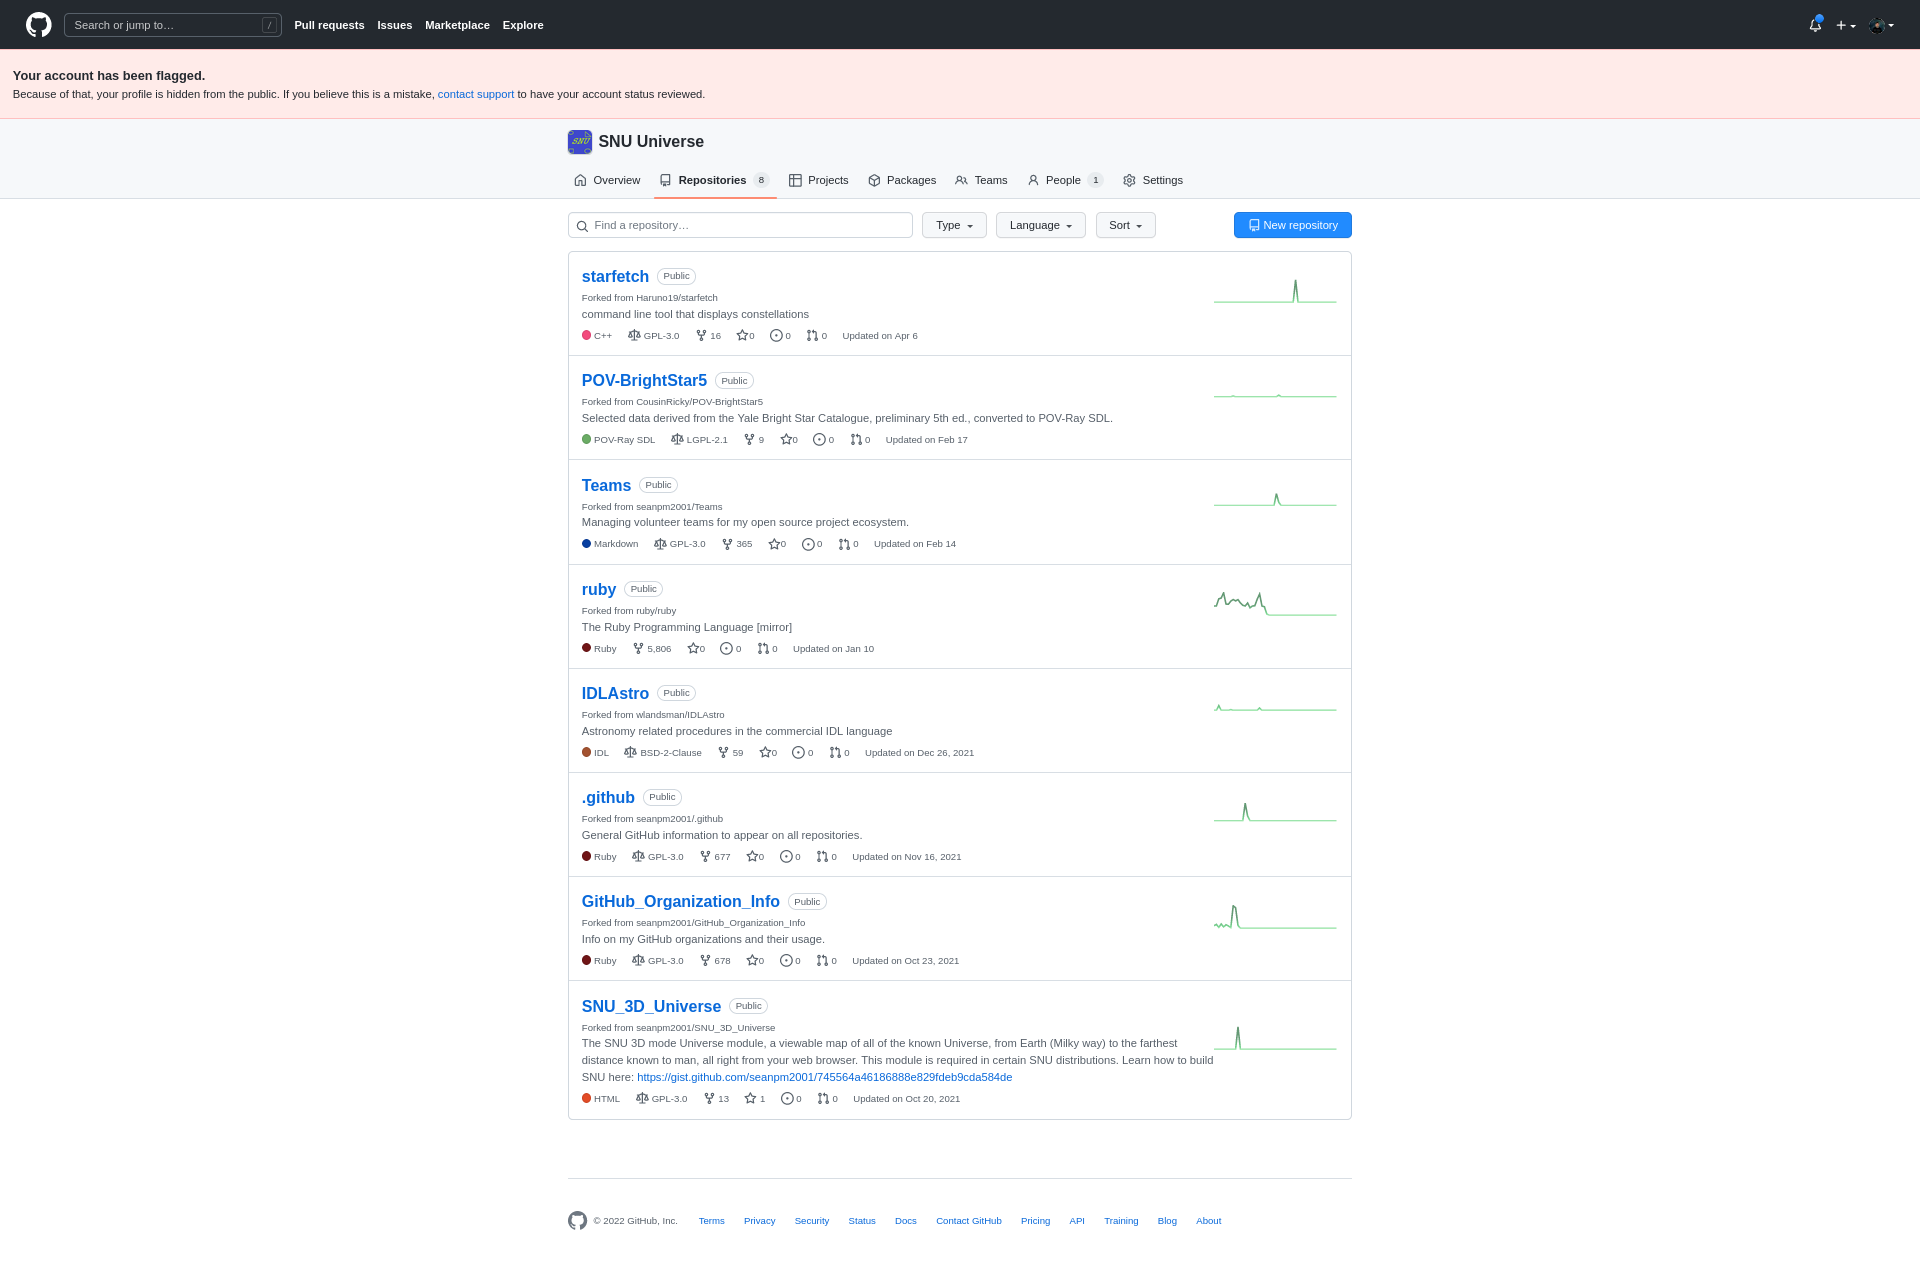 Search or jump to… /
Pull requests Issues Marketplace Explore
Your account has been flagged.
Because of that, your profile is hidden from the public. If you believe this is a mistake, contact support to have your account status reviewed.
SNU SNU Universe
Overview Repositories 8 Projects Packages Teams People 1 Settings
Find a repository… Type Language Sort New repository
starfetch Public
Forked from Haruno19/starfetch
command line tool that displays constellations
C++ GPL-3.0 16 0 0 0 Updated on Apr 6
POV-BrightStar5 Public
Forked from CousinRicky/POV-BrightStar5
Selected data derived from the Yale Bright Star Catalogue, preliminary 5th ed., converted to POV-Ray SDL.
POV-Ray SDL LGPL-2.1 9 0 0 0 Updated on Feb 17
Teams Public
Forked from seanpm2001/Teams
Managing volunteer teams for my open source project ecosystem.
Markdown GPL-3.0 365 0 0 0 Updated on Feb 14
ruby Public
Forked from ruby/ruby
The Ruby Programming Language [mirror]
Ruby 5,806 0 0 0 Updated on Jan 10
IDLAstro Public
Forked from wlandsman/IDLAstro
Astronomy related procedures in the commercial IDL language
IDL BSD-2-Clause 59 0 0 0 Updated on Dec 26, 2021
.github Public
Forked from seanpm2001/.github
General GitHub information to appear on all repositories.
Ruby GPL-3.0 677 0 0 0 Updated on Nov 16, 2021
GitHub_Organization_Info Public
Forked from seanpm2001/GitHub_Organization_Info
Info on my GitHub organizations and their usage.
Ruby GPL-3.0 678 0 0 0 Updated on Oct 23, 2021
SNU_3D_Universe Public
Forked from seanpm2001/SNU_3D_Universe
The SNU 3D mode Universe module, a viewable map of all of the known Universe, from Earth (Milky way) to the farthest
distance known to man, all right from your web browser. This module is required in certain SNU distributions. Learn how to build
SNU here: https://gist.github.com/seanpm2001/745564a46186888e829fdeb9cda584de
HTML GPL-3.0 13 1 0 0 Updated on Oct 20, 2021
© 2022 GitHub, Inc. Terms Privacy Security Status Docs Contact GitHub Pricing API Training Blog About